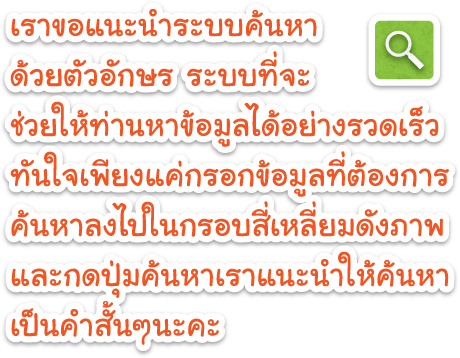 เราขอแนะนำระบบค้นหา
ด้วยตัวอักษร ระบบที่จะ
ช่วยให้ท่านหาข้อมูลได้อย่างรวดเร็ว
ทันใจเพียงแค่กรอกข้อมูลที่ต้องการ
ค้นหาลงไปในกรอบสี่เหลี่ยมดังภาพ
และกดปุ่มค้นหาเราแนะนำให้ค้นหา
เป็นคำสั้นๆนะคะ